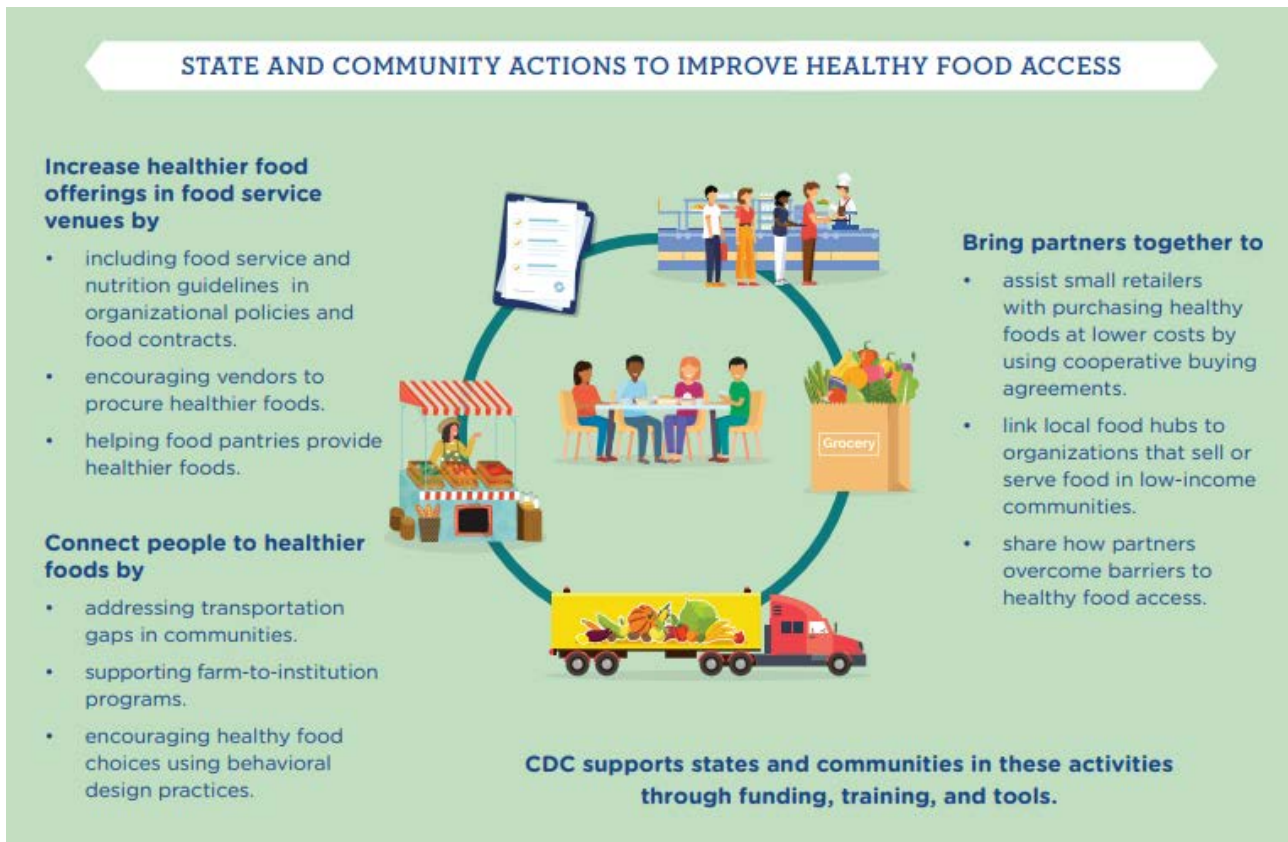 STATE AND COMMUNITY ACTIONS TO IMPROVE HEALTHY FOOD ACCESS
Increase healthier food
offerings in food service
venues by
• including food service and
nutrition guidelines in
organizational policies and
food contracts.
• encouraging vendors to
procure healthier foods.
• helping food pantries provide
healthier foods.
Connect people to healthier
foods by
• addressing transportation
gaps in communities.
• supporting farm-to-institution
programs.
• encouraging healthy food
choices using behavioral
design practices.
Grocery
Bring partners together to
• assist small retailers
with purchasing healthy
foods at lower costs by
using cooperative buying
agreements.
• link local food hubs to
organizations that sell or
serve food in low-income
communities.
• share how partners
overcome barriers to
healthy food access.
CDC supports states and communities in these activities
through funding, training, and tools.